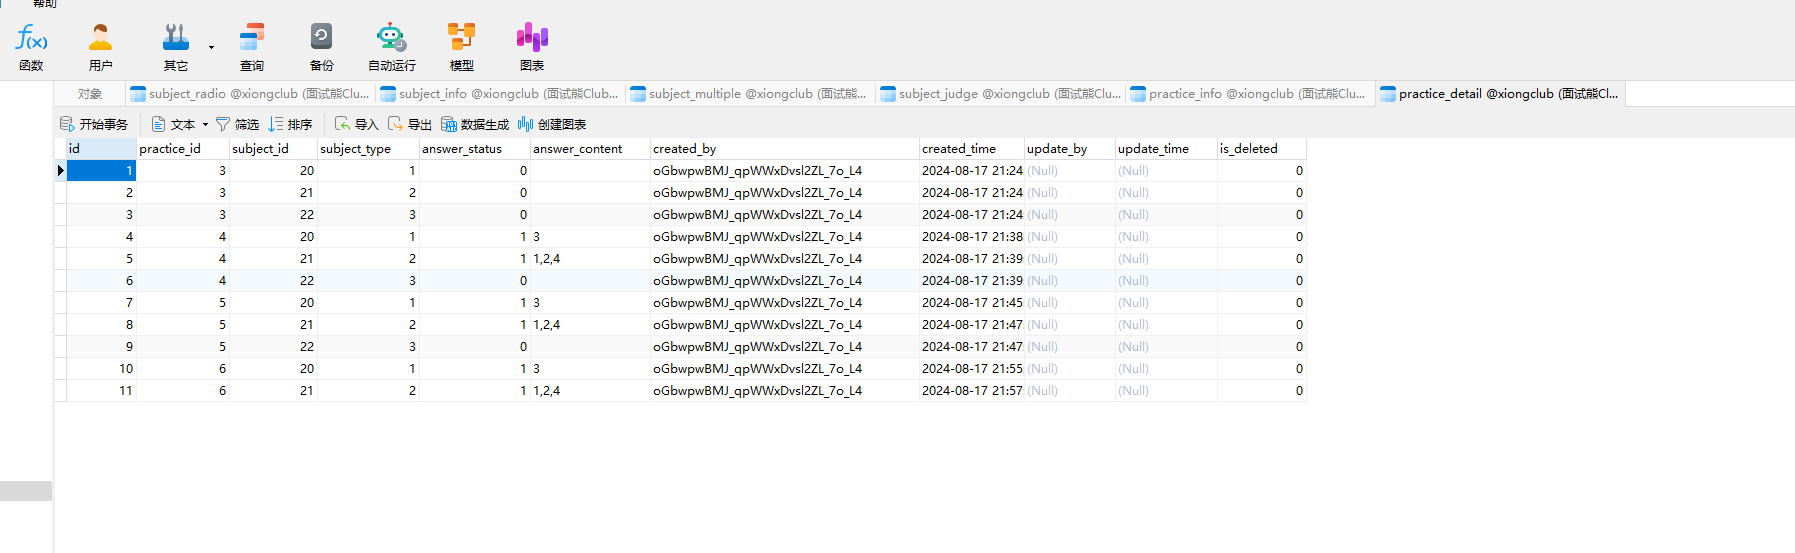 帮助
函数 用户 其它 查询 备份 自动运行 模型 图表
对象 subject_radio @xiongclub (面试熊Clu... subject_info @xiongclub (面试熊Club... subject_multiple @xiongclub (面试熊... subject_judge @xiongclub (面试熊Clu... practice_info @xiongclub (面试熊Clu... practice_detail @xiongclub (面试熊Cl...
开始事务 文本 筛选 排序 导入 导出 数据生成 创建图表
id practice_id subject_id subject_type answer_status answer_content created_by created_time update_by update_time is_deleted
1 3 20 1 0 oGbwpwBMJ_qpWWxDvsl2ZL_7o_L4 2024-08-17 21:24 (Null) (Null) 0
2 3 21 2 0 oGbwpwBMJ_qpWWxDvsl2ZL_7o_L4 2024-08-17 21:24 (Null) (Null) 0
3 3 22 3 0 oGbwpwBMJ_qpWWxDvsl2ZL_7o_L4 2024-08-17 21:24 (Null) (Null) 0
4 4 20 1 1 3 oGbwpwBMJ_qpWWxDvsl2ZL_7o_L4 2024-08-17 21:38 (Null) (Null) 0
5 4 21 2 1 1,2,4 oGbwpwBMJ_qpWWxDvsl2ZL_7o_L4 2024-08-17 21:39 (Null) (Null) 0
6 4 22 3 0 oGbwpwBMJ_qpWWxDvsl2ZL_7o_L4 2024-08-17 21:39 (Null) (Null) 0
7 5 20 1 1 3 oGbwpwBMJ_qpWWxDvsl2ZL_7o_L4 2024-08-17 21:45 (Null) (Null) 0
8 5 21 2 1 1,2,4 oGbwpwBMJ_qpWWxDvsl2ZL_7o_L4 2024-08-17 21:47 (Null) (Null) 0
9 5 22 3 0 oGbwpwBMJ_qpWWxDvsl2ZL_7o_L4 2024-08-17 21:47 (Null) (Null) 0
10 6 20 1 1 3 oGbwpwBMJ_qpWWxDvsl2ZL_7o_L4 2024-08-17 21:55 (Null) (Null) 0
11 6 21 2 1 1,2,4 oGbwpwBMJ_qpWWxDvsl2ZL_7o_L4 2024-08-17 21:57 (Null) (Null) 0